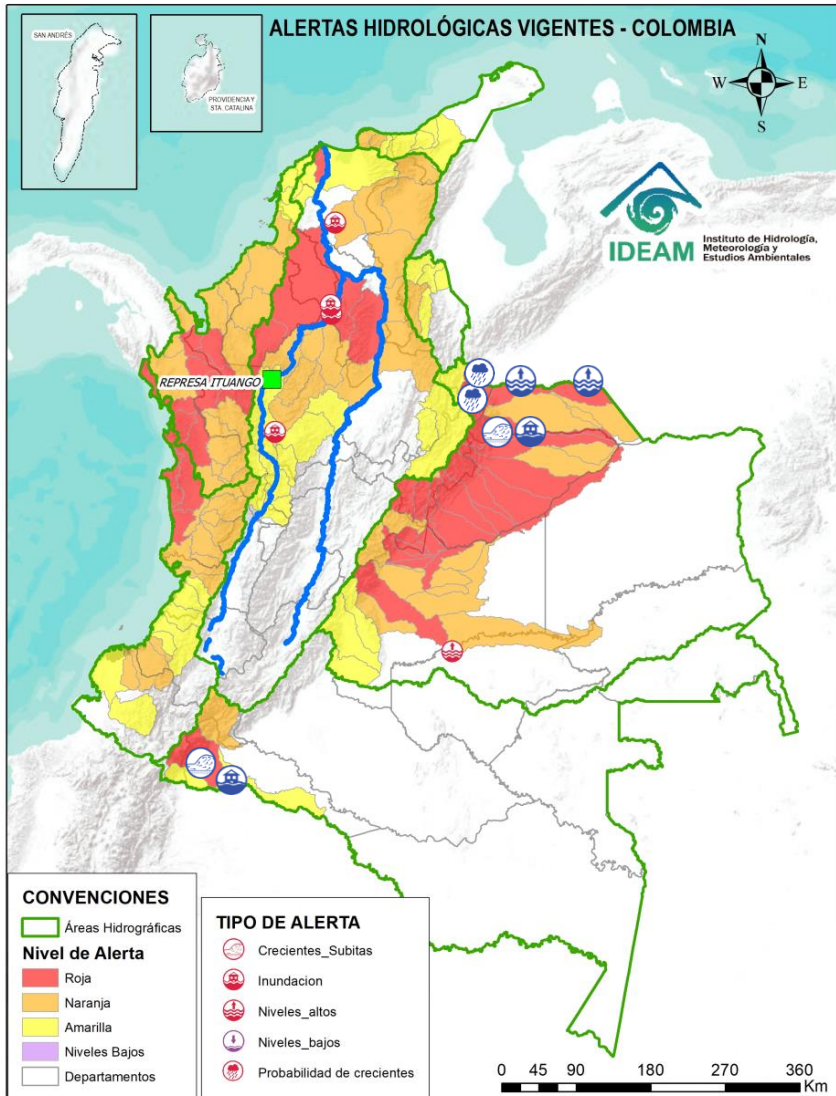 ALERTAS HIDROLÓGICAS VIGENTES - COLOMBIA
SAN ANDRÉS
PROVIDENCIA Y
STA. CATALINA
N
W
E
S
IDEAM
Instituto de Hidrología,
Meteorología y
Estudios Ambientales
REPRESA ITUANGO
CONVENCIONES
Áreas Hidrográficas
Nivel de Alerta
Roja
Naranja
Amarilla
Niveles Bajos
Departamentos
TIPO DE ALERTA
Crecientes_Subitas
Inundacion
Niveles_altos
Niveles_bajos
Probabilidad de crecientes
0 45 90 180 270 360
Km